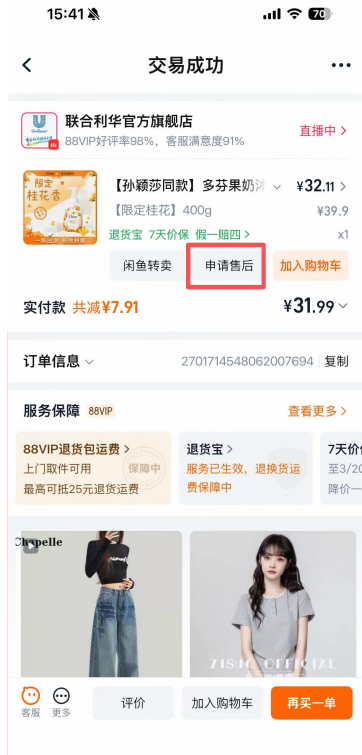 15:41
70
交易成功
联合利华官方旗舰店
88VIP好评率98%，客服满意度91%
直播中
限定
桂花香
【孙颖莎同款】多芬果奶沐
¥32.11
【限定桂花】400g
¥39.9
退货宝 7天价保 假一赔四
x1
闲鱼转卖
申请售后
加入购物车
实付款 共减¥7.91
¥31.99
订单信息
2701714548062007694
复制
服务保障 88VIP
查看更多
88VIP退货包运费
上门取件可用
最高可抵25元退货运费
保障中
退货宝
服务已生效，退换货运
费保障中
7天价
至3/20
降价一
Chapelle
ZISU OFFICIAL
客服
更多
评价
加入购物车
再买一单